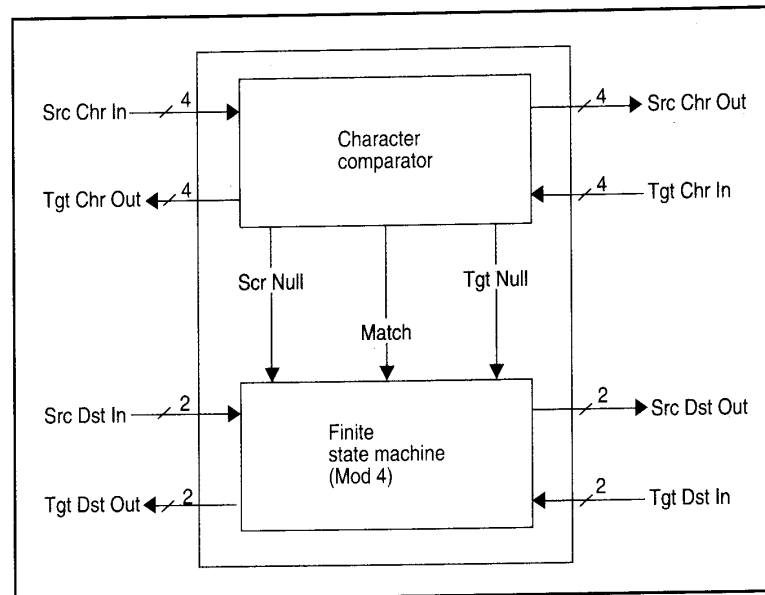 Src Chr In
4
4
Src Chr Out
Character
comparator
Tgt Chr Out
4
4
Tgt Chr In
Scr Null
Tgt Null
Match
Src Dst In
2
2
Src Dst Out
Finite
state machine
(Mod 4)
Tgt Dst Out
2
2
Tgt Dst In